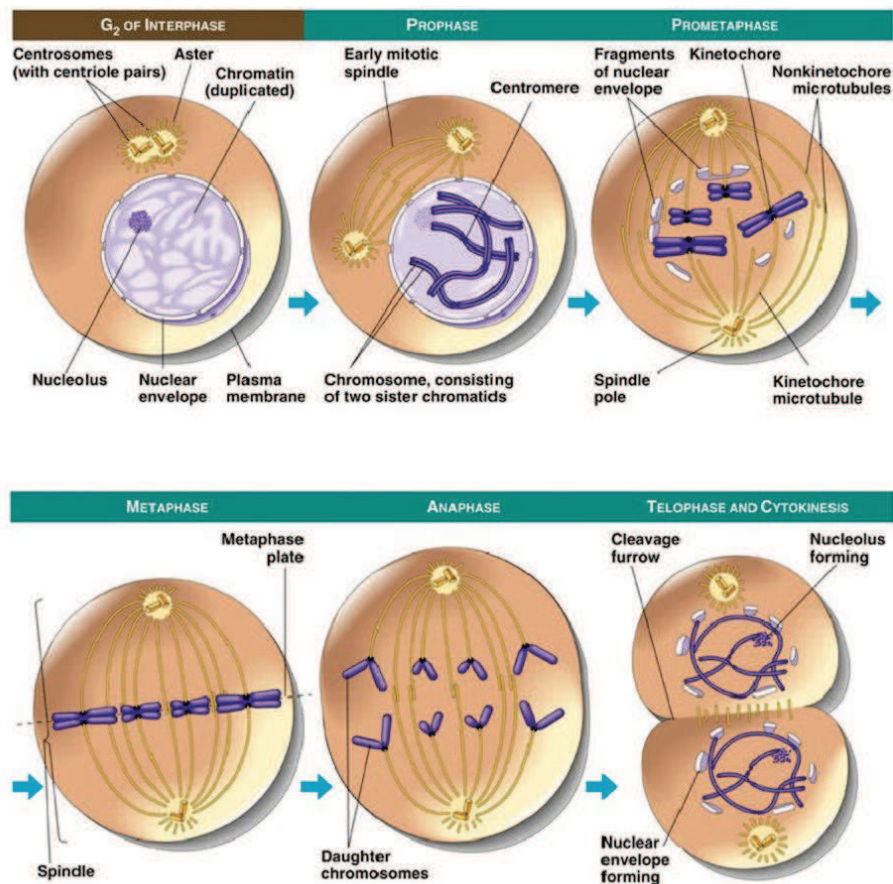 G2 OF INTERPHASE
PROPHASE
PROMETAPHASE
Centrosomes
(with centriole pairs)
Aster
Chromatin
(duplicated)
Early mitotic
spindle
Centromere
Fragments
of nuclear
envelope
Kinetochore
Nonkinetochore
microtubules
Nucleolus
Nuclear
envelope
Plasma
membrane
Chromosome, consisting
of two sister chromatids
Spindle
pole
Kinetochore
microtubule
METAPHASE
ANAPHASE
TELOPHASE AND CYTOKINESIS
Metaphase
plate
Cleavage
furrow
Nucleolus
forming
Spindle
Daughter
chromosomes
Nuclear
envelope
forming